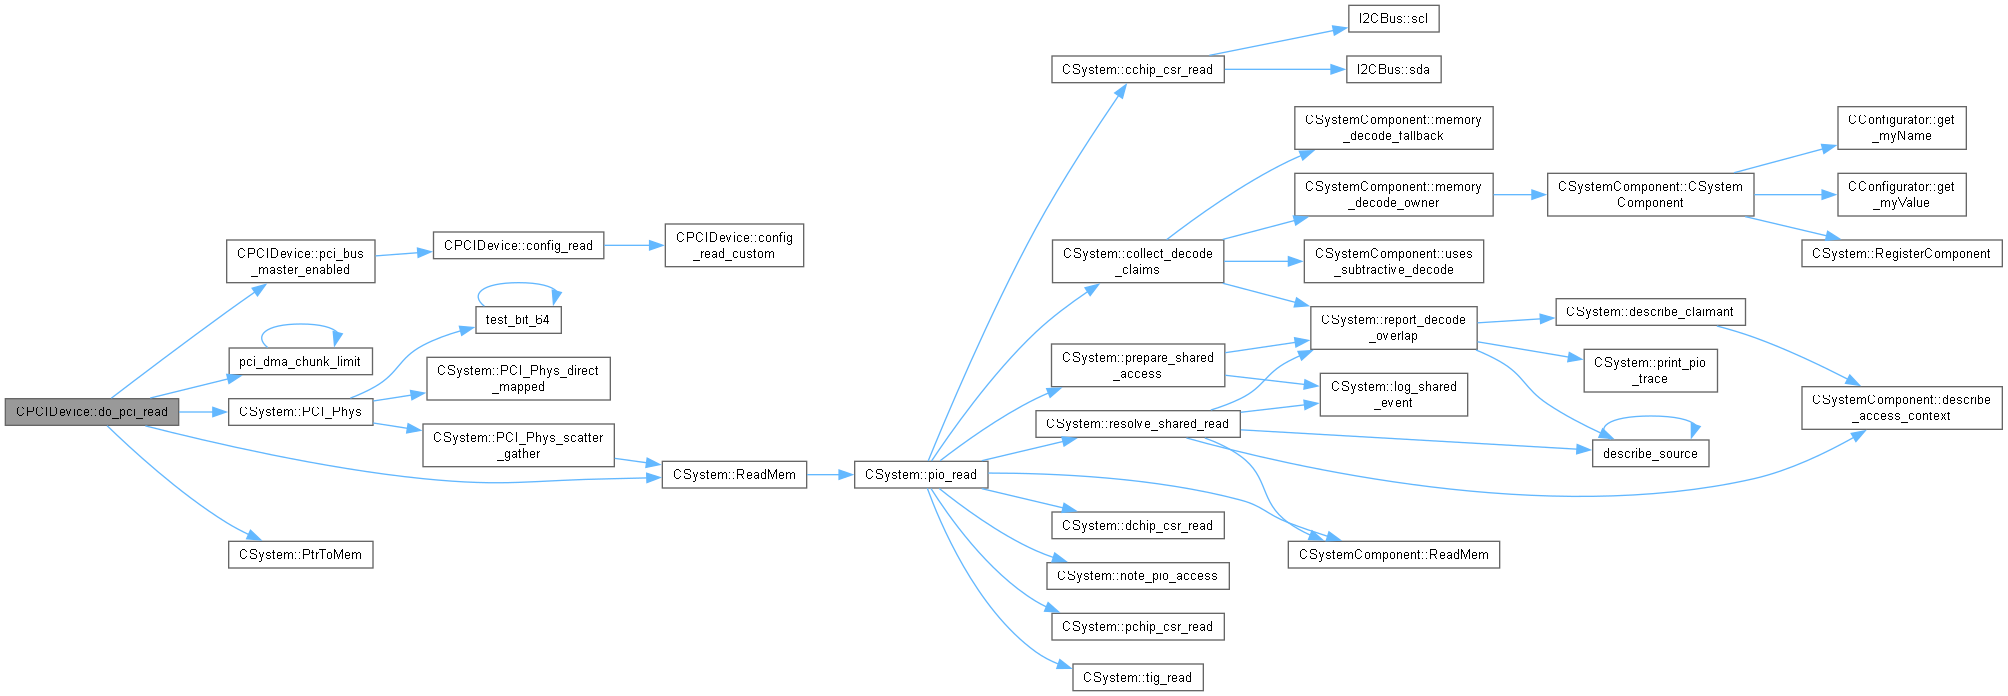 I2CBus::scl
CSystem::cchip_csr_read
I2CBus::sda
CSystemComponent::memory
_decode_fallback
CConfigurator::get
_myName
CSystemComponent::memory
_decode_owner
CSystemComponent::CSystem
Component
CConfigurator::get
_myValue
CPCIDevice::pci_bus
_master_enabled
CPCIDevice::config_read
CPCIDevice::config
_read_custom
CSystem::collect_decode
_claims
CSystemComponent::uses
_subtractive_decode
CSystem::RegisterComponent
test_bit_64
CSystem::report_decode
_overlap
CSystem::describe_claimant
pci_dma_chunk_limit
CSystem::PCI_Phys_direct
_mapped
CSystem::prepare_shared
_access
CSystem::log_shared
_event
CSystem::print_pio
_trace
CPCIDevice::do_pci_read
CSystem::PCI_Phys
CSystem::PCI_Phys_scatter
_gather
CSystem::resolve_shared_read
describe_source
CSystemComponent::describe
_access_context
CSystem::ReadMem
CSystem::pio_read
CSystem::dchip_csr_read
CSystem::PtrToMem
CSystemComponent::ReadMem
CSystem::note_pio_access
CSystem::pchip_csr_read
CSystem::tig_read